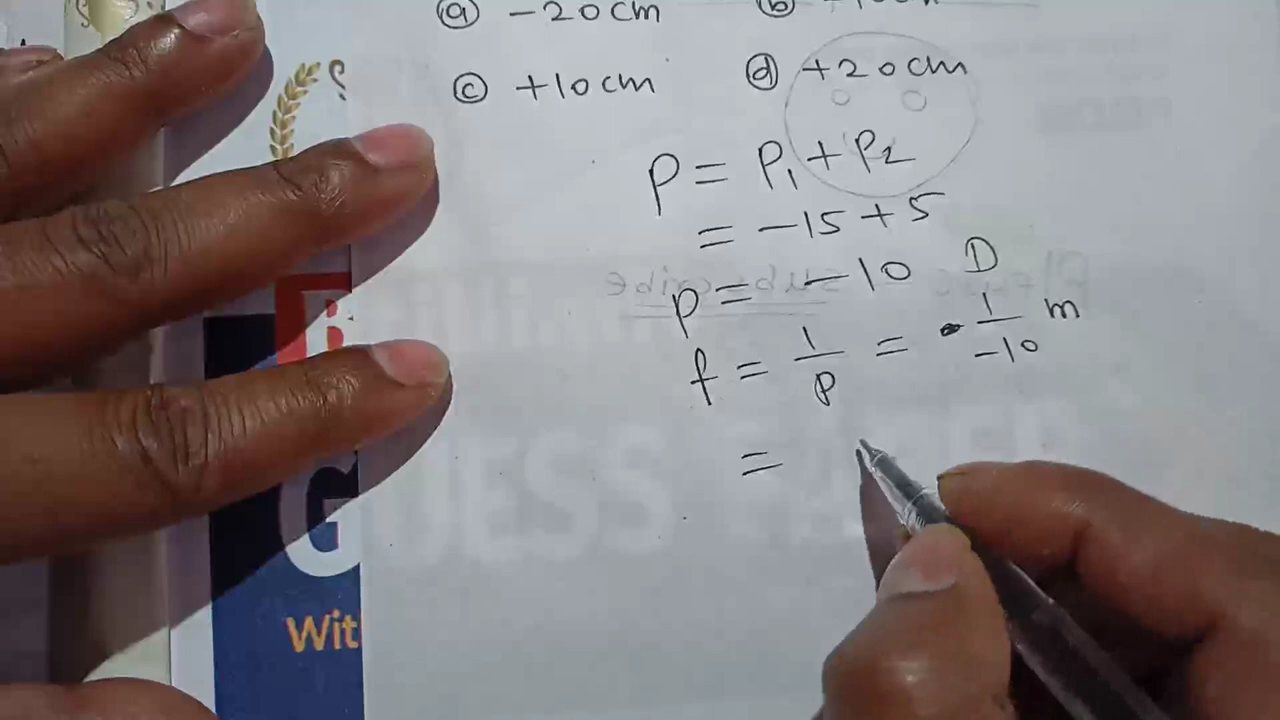 ⓐ -20cm ⓑ
ⓒ +10cm ⓓ +20cm
P = P₁ + P₂
= -15 + 5
P = -10 D
f = 1/P = 1/-10 m
=
Wit